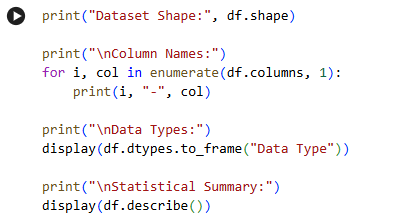 print("Dataset Shape:", df.shape)
print("\nColumn Names:")
for i, col in enumerate(df.columns, 1):
    print(i, "-", col)
print("\nData Types:")
display(df.dtypes.to_frame("Data Type"))
print("\nStatistical Summary:")
display(df.describe())